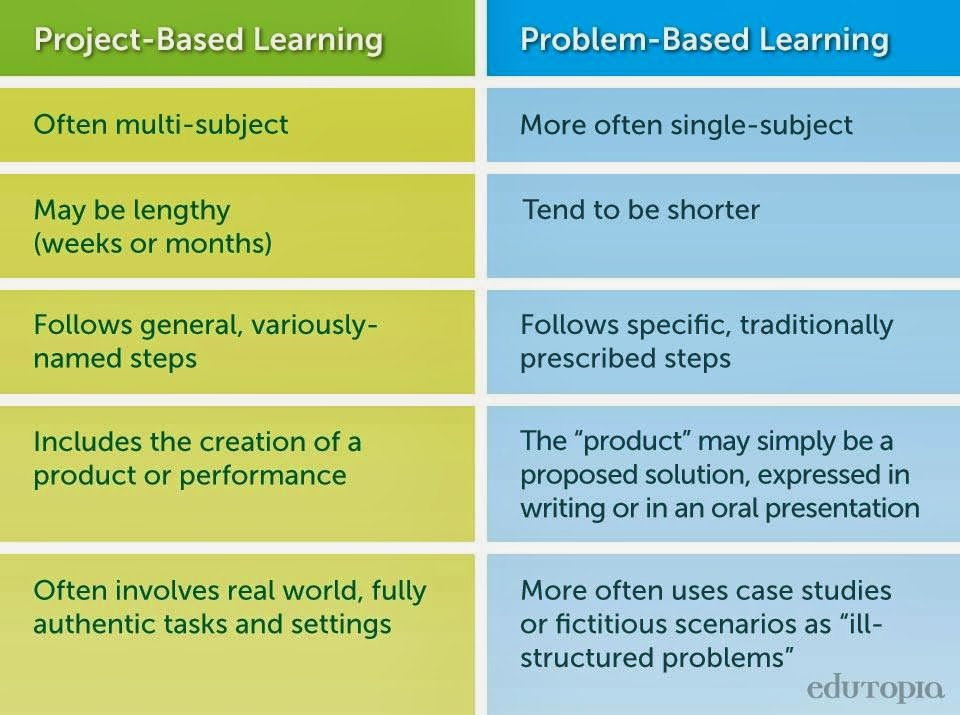 Project-Based Learning
Problem-Based Learning
Often multi-subject
More often single-subject
May be lengthy
(weeks or months)
Tend to be shorter
Follows general, variously-
named steps
Follows specific, traditionally
prescribed steps
Includes the creation of a
product or performance
The “product” may simply be a
proposed solution, expressed in
writing or in an oral presentation
Often involves real world, fully
authentic tasks and settings
More often uses case studies
or fictitious scenarios as “ill-
structured problems”
edutopia